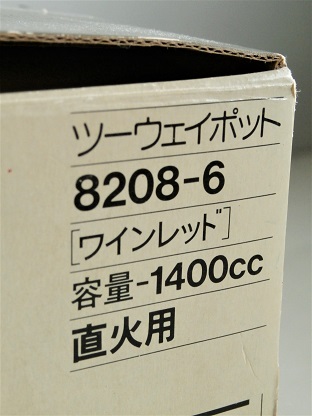 ツーウェイポット
8208-6
[ワインレッド]
容量-1400cc
直火用